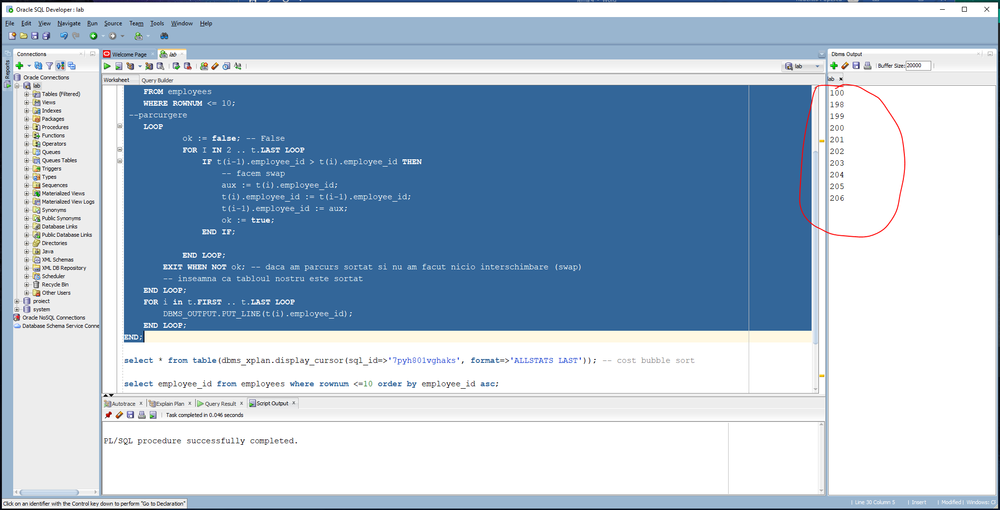 Tema 4 - Word
Oracle SQL Developer : lab
File Edit View Navigate Run Source Team Tools Window Help
Reports
Connections
Oracle Connections
lab
Tables (Filtered)
Views
Indexes
Packages
Procedures
Functions
Operators
Queues
Queues Tables
Triggers
Types
Sequences
Materialized Views
Materialized View Logs
Synonyms
Public Synonyms
Database Links
Public Database Links
Directories
Java
XML Schemas
XML DB Repository
Scheduler
Recycle Bin
Other Users
proiect
system
Oracle NoSQL Connections
Database Schema Service Conne
Welcome Page
lab
lab
Worksheet Query Builder
FROM employees
WHERE ROWNUM <= 10;
--parcurgere
LOOP
ok := false; -- False
FOR I IN 2 .. t.LAST LOOP
IF t(i-1).employee_id > t(i).employee_id THEN
-- facem swap
aux := t(i).employee_id;
t(i).employee_id := t(i-1).employee_id;
t(i-1).employee_id := aux;
ok := true;
END IF;
END LOOP;
EXIT WHEN NOT ok; -- daca am parcurs sortat si nu am facut nicio interschimbare (swap)
-- inseamna ca tabloul nostru este sortat
END LOOP;
FOR i in t.FIRST .. t.LAST LOOP
DBMS_OUTPUT.PUT_LINE(t(i).employee_id);
END LOOP;
END;
select * from table(dbms_xplan.display_cursor(sql_id=>'7pyh801vghaks', format=>'ALLSTATS LAST')); -- cost bubble sort
select employee_id from employees where rownum <=10 order by employee_id asc;
Autotrace Explain Plan Query Result Script Output
Task completed in 0.046 seconds
PL/SQL procedure successfully completed.
Dbms Output
Buffer Size: 20000
lab
100
198
199
200
201
202
203
204
205
206
Click on an identifier with the Control key down to perform "Go to Declaration"
Line 30 Column 5 Insert Modified Windows: